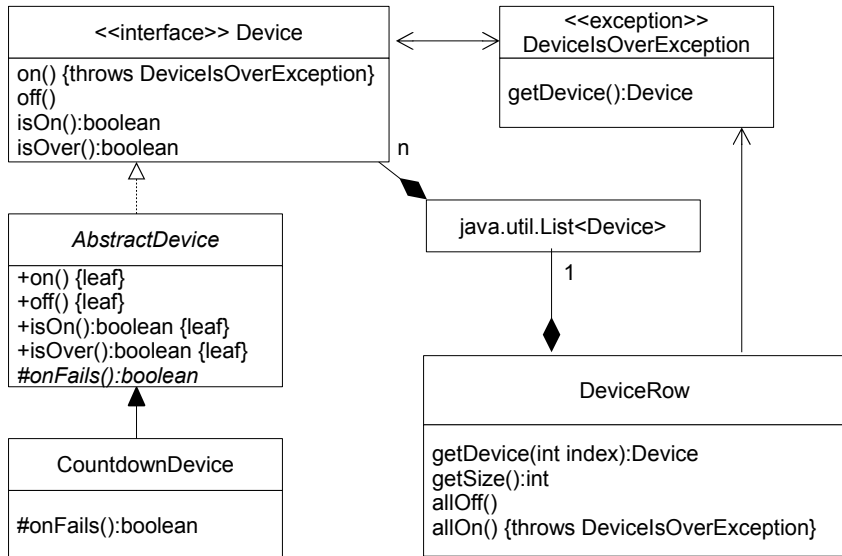 <<interface>> Device
on() {throws DeviceIsOverException}
off()
isOn():boolean
isOver():boolean
<<exception>>
DeviceIsOverException
getDevice():Device
n
java.util.List<Device>
1
AbstractDevice
+on() {leaf}
+off() {leaf}
+isOn():boolean {leaf}
+isOver():boolean {leaf}
#onFails():boolean
CountdownDevice
#onFails():boolean
DeviceRow
getDevice(int index):Device
getSize():int
allOff()
allOn() {throws DeviceIsOverException}